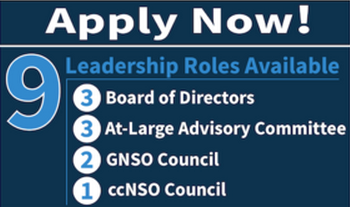 Apply Now!
9 Leadership Roles Available
3 Board of Directors
3 At-Large Advisory Committee
2 GNSO Council
1 ccNSO Council